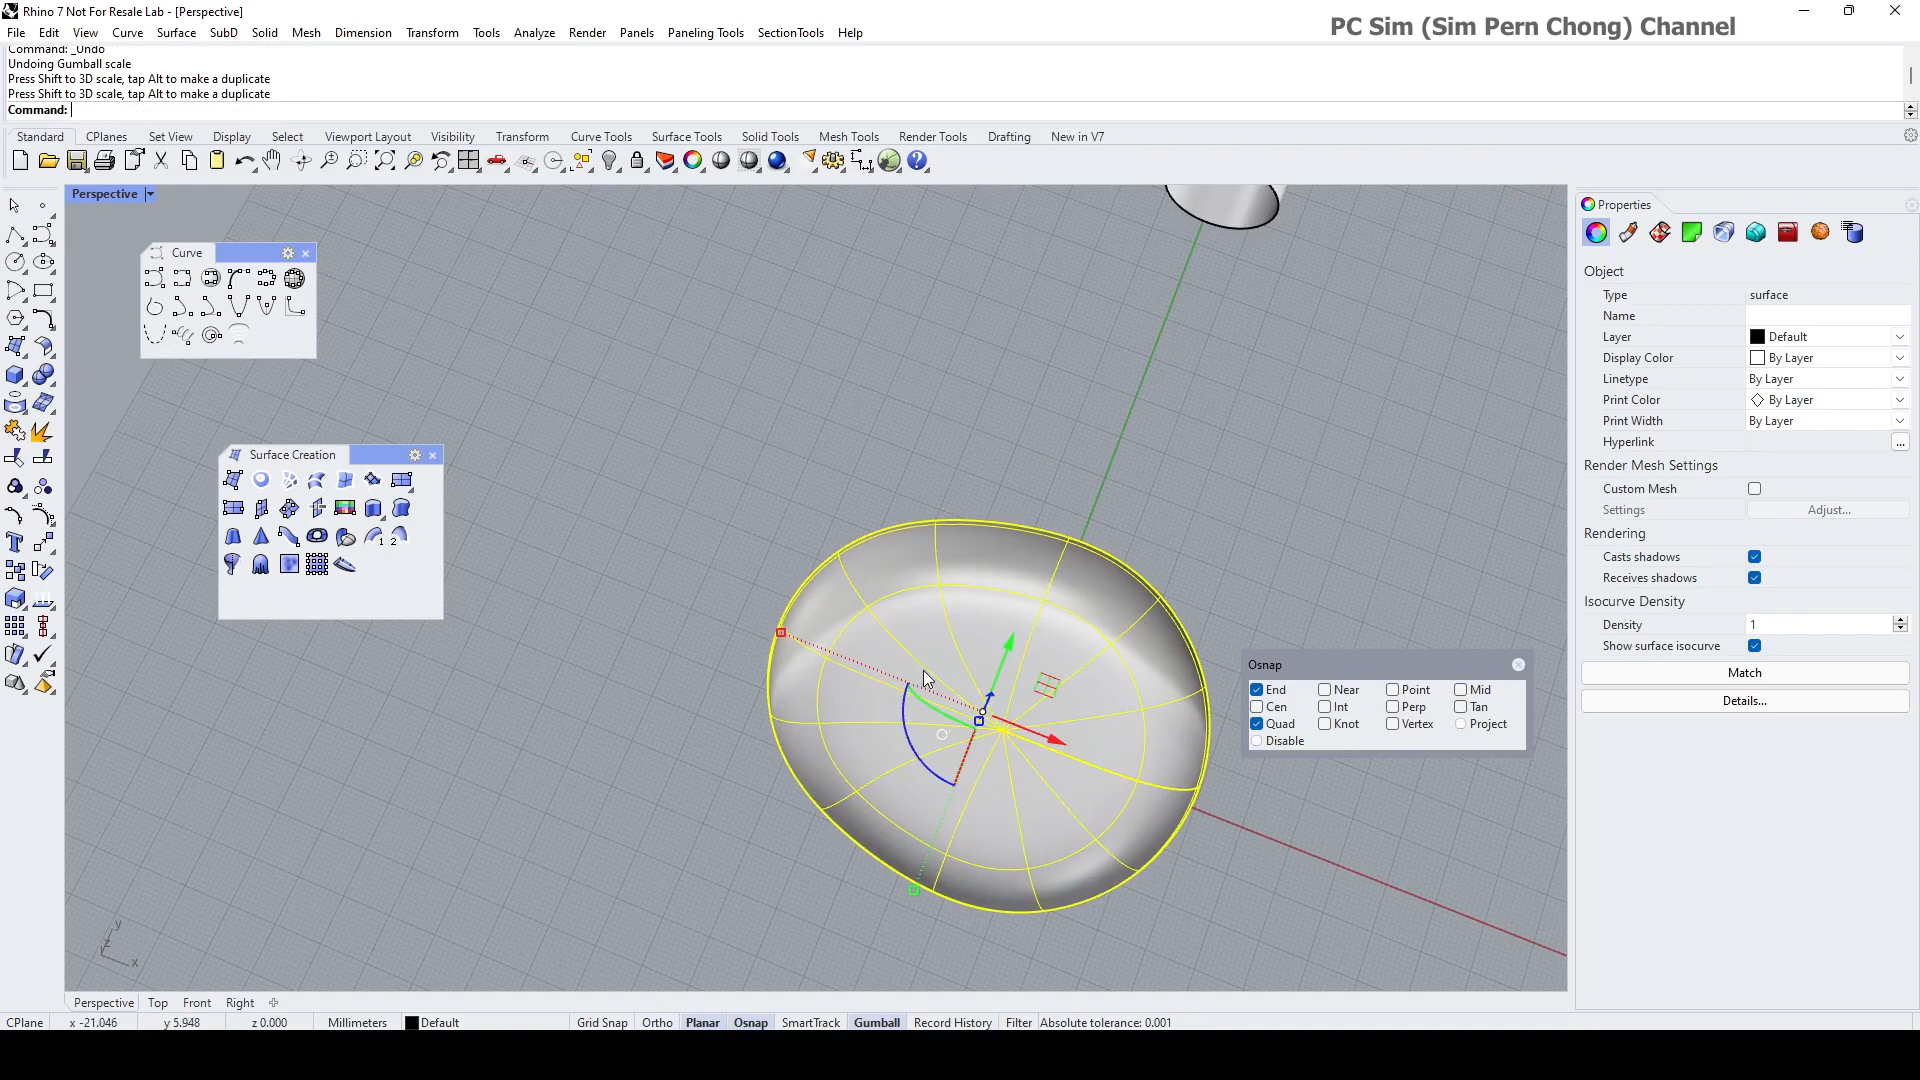 Rhino 7 Not For Resale Lab - [Perspective]
PC Sim (Sim Pern Chong) Channel
File Edit View Curve Surface SubD Solid Mesh Dimension Transform Tools Analyze Render Panels Paneling Tools SectionTools Help
Command: _Undo
Undoing Gumball scale
Press Shift to 3D scale, tap Alt to make a duplicate
Press Shift to 3D scale, tap Alt to make a duplicate
Command:
Standard CPlanes Set View Display Select Viewport Layout Visibility Transform Curve Tools Surface Tools Solid Tools Mesh Tools Render Tools Drafting New in V7
Perspective
Properties
Curve
Object
Type surface
Name
Layer Default
Display Color By Layer
Linetype By Layer
Print Color By Layer
Print Width By Layer
Hyperlink ...
Surface Creation
Render Mesh Settings
Custom Mesh
Settings Adjust...
1 2
Rendering
Casts shadows
Receives shadows
Isocurve Density
Density 1
Show surface isocurve
Match
Details...
Osnap
End Near Point Mid
Cen Int Perp Tan
Quad Knot Vertex Project
Disable
y
z
x
Perspective Top Front Right
CPlane x -21.046 y 5.948 z 0.000 Millimeters Default Grid Snap Ortho Planar Osnap SmartTrack Gumball Record History Filter Absolute tolerance: 0.001